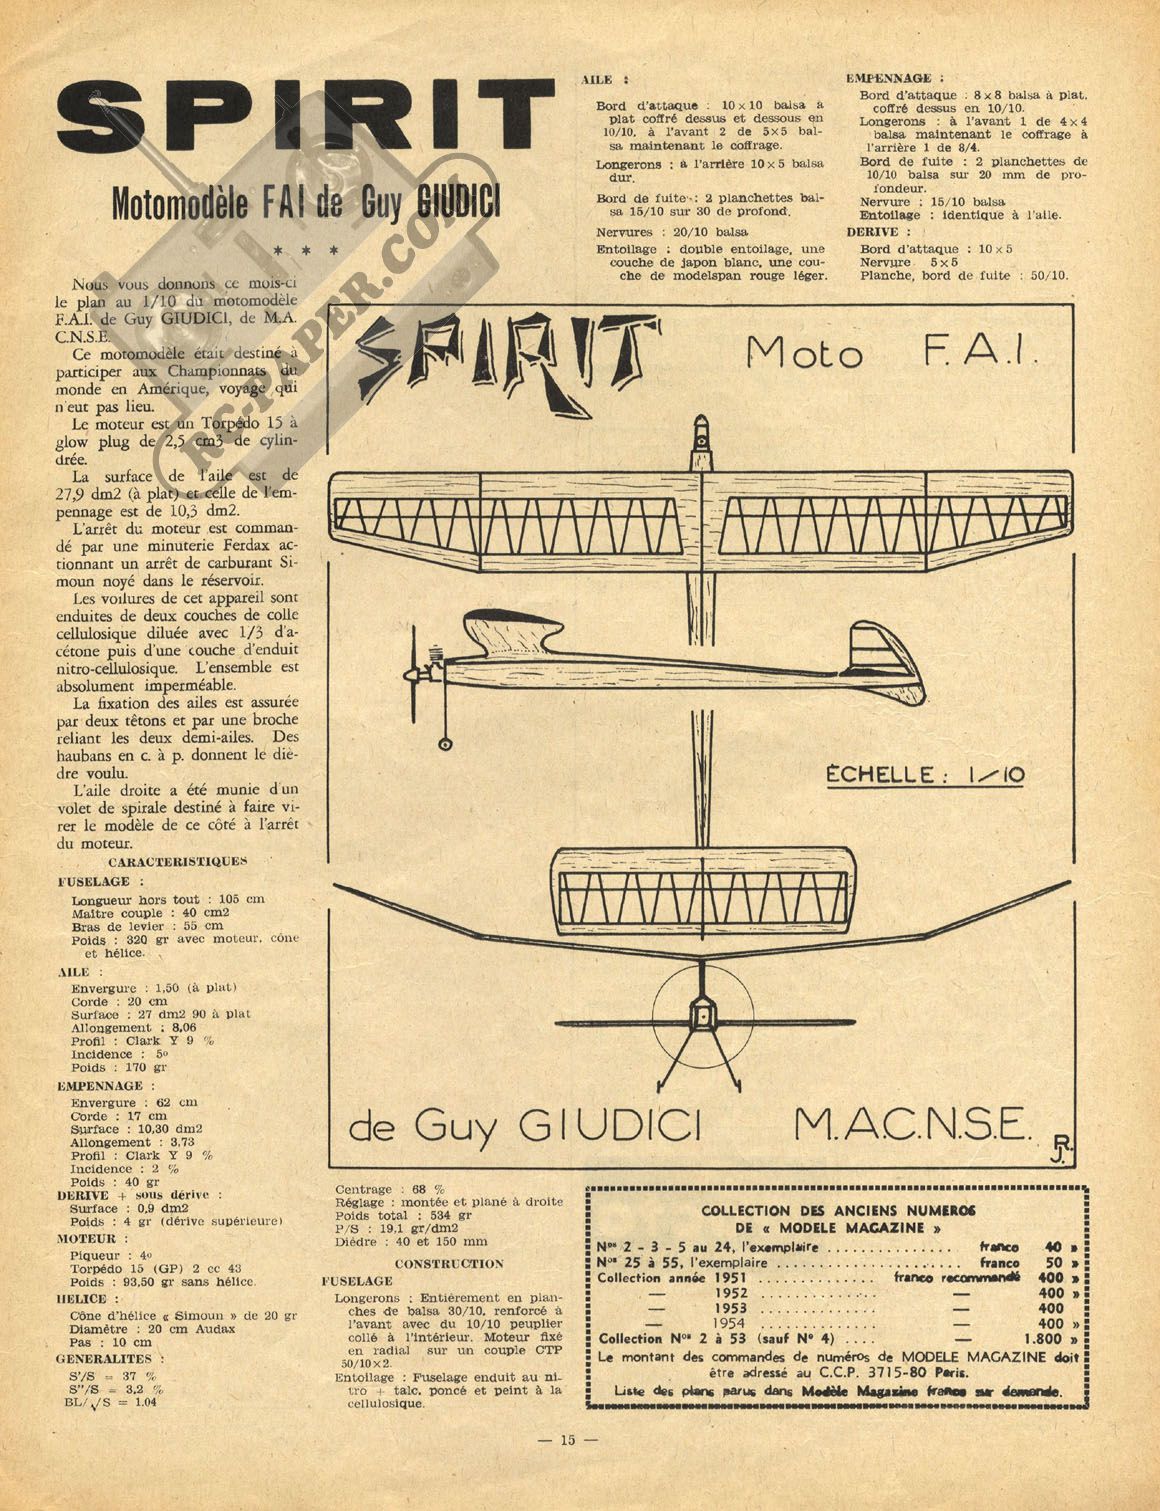 SPIRIT
Motomodèle FAI de Guy GIUDICI
* * *
Nous vous donnons ce mois-ci
le plan au 1/10 du motomodèle
F.A.I. de Guy GIUDICI, de M.A.
C.N.S.E.
Ce motomodèle était destiné à
participer aux Championnats du
monde en Amérique, voyage qui
n'eut pas lieu.
Le moteur est un Torpédo 15 à
glow plug de 2,5 cm3 de cylin-
drée.
La surface de l'aile est de
27,9 dm2 (à plat) et celle de l'em-
pennage est de 10,3 dm2.
L'arrêt du moteur est comman-
dé par une minuterie Ferdax ac-
tionnant un arrêt de carburant Si-
moun noyé dans le réservoir.
Les voilures de cet appareil sont
enduites de deux couches de colle
cellulosique diluée avec 1/3 d'a-
cétone puis d'une couche d'enduit
nitro-cellulosique. L'ensemble est
absolument imperméable.
La fixation des ailes est assurée
par deux têtons et par une broche
reliant les deux demi-ailes. Des
haubans en c. à p. donnent le diè-
dre voulu.
L'aile droite a été munie d'un
volet de spirale destiné à faire vi-
rer le modèle de ce côté à l'arrêt
du moteur.
CARACTERISTIQUES
FUSELAGE :
Longueur hors tout : 105 cm
Maître couple : 40 cm2
Bras de levier : 55 cm
Poids : 320 gr avec moteur, cône
et hélice.
AILE :
Envergure : 1,50 (à plat)
Corde : 20 cm
Surface : 27 dm2 90 à plat
Allongement : 8,06
Profil : Clark Y 9 %
Incidence : 5°
Poids : 170 gr
EMPENNAGE :
Envergure : 62 cm
Corde : 17 cm
Surface : 10,30 dm2
Allongement : 3,73
Profil : Clark Y 9 %
Incidence : 2 %
Poids : 40 gr
DERIVE + sous dérive :
Surface : 0,9 dm2
Poids : 4 gr (dérive supérieure)
MOTEUR :
Piqueur : 4°
Torpédo 15 (GP) 2 cc 43
Poids : 93,50 gr sans hélice.
HELICE :
Cône d'hélice « Simoun » de 20 gr
Diamètre : 20 cm Audax
Pas : 10 cm
GENERALITES :
S'/S = 37 %
S"/S = 3,2 %
BL/√S = 1.04
AILE :
Bord d'attaque : 10×10 balsa à
plat coffré dessus et dessous en
10/10, à l'avant 2 de 5×5 bal-
sa maintenant le coffrage.
Longerons : à l'arrière 10×5 balsa
dur.
Bord de fuite : 2 planchettes bal-
sa 15/10 sur 30 de profond.
Nervures : 20/10 balsa
Entoilage : double entoilage, une
couche de japon blanc, une cou-
che de modelspan rouge léger.
EMPENNAGE :
Bord d'attaque : 8×8 balsa à plat,
coffré dessus en 10/10.
Longerons : à l'avant 1 de 4×4
balsa maintenant le coffrage à
l'arrière 1 de 8/4.
Bord de fuite : 2 planchettes de
10/10 balsa sur 20 mm de pro-
fondeur.
Nervure : 15/10 balsa
Entoilage : identique à l'aile.
DERIVE :
Bord d'attaque : 10×5
Nervure 5×5
Planche, bord de fuite : 50/10.
SPIRIT Moto F.A.I.
ÉCHELLE : 1/10
de Guy GIUDICI M.A.C.N.S.E.
R.J.
Centrage : 68 %
Réglage : montée et plané à droite
Poids total : 534 gr
P/S : 19,1 gr/dm2
Dièdre : 40 et 150 mm
CONSTRUCTION
FUSELAGE
Longerons : Entièrement en plan-
ches de balsa 30/10, renforcé à
l'avant avec du 10/10 peuplier
collé à l'intérieur. Moteur fixé
en radial sur un couple CTP
50/10×2.
Entoilage : Fuselage enduit au ni-
tro + talc, poncé et peint à la
cellulosique.
COLLECTION DES ANCIENS NUMEROS
DE « MODELE MAGAZINE »
Nos 2 - 3 - 5 au 24, l'exemplaire ............... franco 40 »
Nos 25 à 55, l'exemplaire ..................... franco 50 »
Collection année 1951 .............. franco recommandé 400 »
— 1952 .............. — 400 »
— 1953 .............. — 400
— 1954 .............. — 400 »
Collection Nos 2 à 53 (sauf N° 4) .... — 1.800 »
Le montant des commandes de numéros de MODELE MAGAZINE doit
être adressé au C.C.P. 3715-80 Paris.
Liste des plans parus dans Modèle Magazine franco sur demande.
— 15 —
RC-PAPER.COM